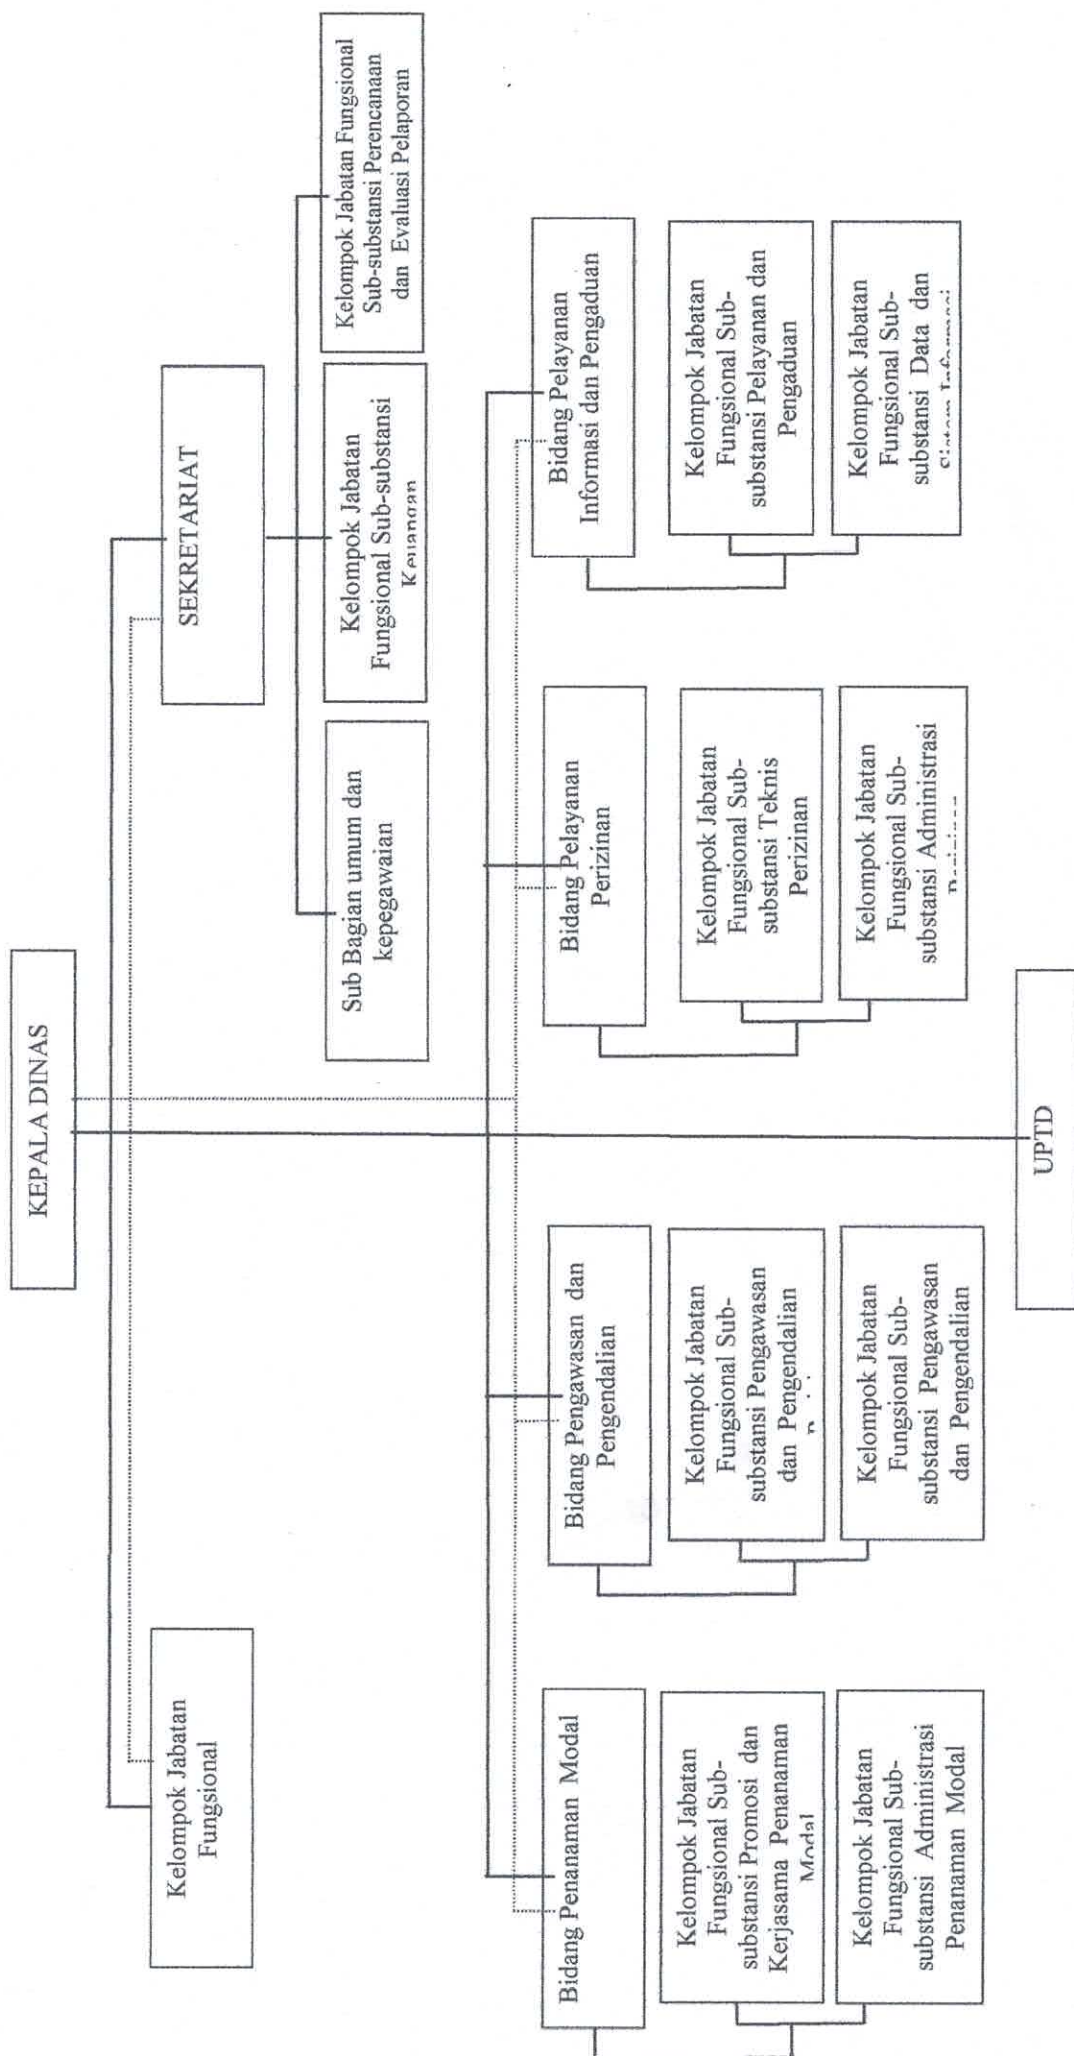 KEPALA DINAS
Kelompok Jabatan
Fungsional
SEKRETARIAT
Sub Bagian umum dan
kepegawaian
Kelompok Jabatan
Fungsional Sub-substansi
Keuangan
Kelompok Jabatan Fungsional
Sub-substansi Perencanaan
dan Evaluasi Pelaporan
Bidang Penanaman Modal
Kelompok Jabatan
Fungsional Sub-
substansi Promosi dan
Kerjasama Penanaman
Modal
Kelompok Jabatan
Fungsional Sub-
substansi Administrasi
Penanaman Modal
Bidang Pengawasan dan
Pengendalian
Kelompok Jabatan
Fungsional Sub-
substansi Pengawasan
dan Pengendalian
Kelompok Jabatan
Fungsional Sub-
substansi Pengawasan
dan Pengendalian
Bidang Pelayanan
Perizinan
Kelompok Jabatan
Fungsional Sub-
substansi Teknis
Perizinan
Kelompok Jabatan
Fungsional Sub-
substansi Administrasi
Bidang Pelayanan
Informasi dan Pengaduan
Kelompok Jabatan
Fungsional Sub-
substansi Pelayanan dan
Pengaduan
Kelompok Jabatan
Fungsional Sub-
substansi Data dan
Sistem Informasi
UPTD